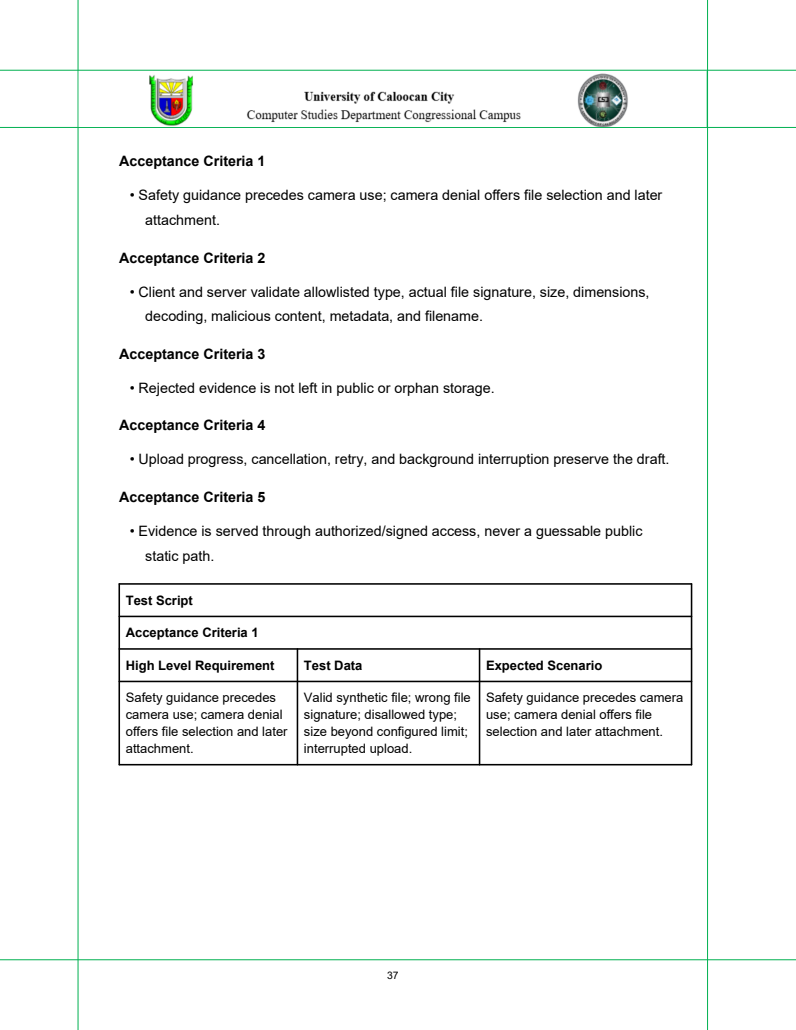 University of Caloocan City
Computer Studies Department Congressional Campus
Acceptance Criteria 1
• Safety guidance precedes camera use; camera denial offers file selection and later
attachment.
Acceptance Criteria 2
• Client and server validate allowlisted type, actual file signature, size, dimensions,
decoding, malicious content, metadata, and filename.
Acceptance Criteria 3
• Rejected evidence is not left in public or orphan storage.
Acceptance Criteria 4
• Upload progress, cancellation, retry, and background interruption preserve the draft.
Acceptance Criteria 5
• Evidence is served through authorized/signed access, never a guessable public
static path.
Test Script
Acceptance Criteria 1
High Level Requirement
Test Data
Expected Scenario
Safety guidance precedes
camera use; camera denial
offers file selection and later
attachment.
Valid synthetic file; wrong file
signature; disallowed type;
size beyond configured limit;
interrupted upload.
Safety guidance precedes camera
use; camera denial offers file
selection and later attachment.
37